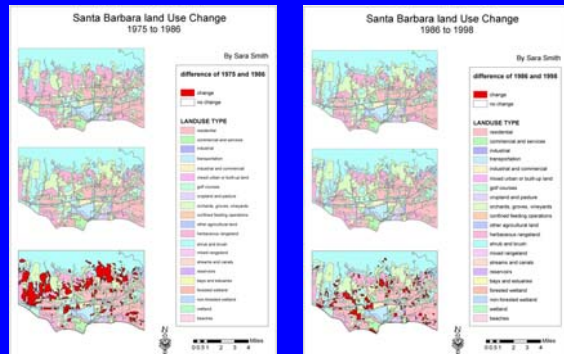 Santa Barbara land Use Change
1975 to 1986
By Sara Smith
difference of 1975 and 1986
change
no change
LANDUSE TYPE
residential
commercial and services
industrial
transportation
industrial and commercial
mixed urban or built-up land
golf courses
cropland and pasture
orchards, groves, vineyards
confined feeding operations
other agricultural land
herbaceous rangeland
shrub and brush
mixed rangeland
streams and canals
reservoirs
bays and estuaries
forested wetland
non-forested wetland
wetland
beaches
Miles
Santa Barbara land Use Change
1986 to 1998
By Sara Smith
difference of 1986 and 1998
change
no change
LANDUSE TYPE
residential
commercial and services
industrial
transportation
industrial and commercial
mixed urban or built-up land
golf courses
cropland and pasture
orchards, groves, vineyards
confined feeding operations
other agricultural land
herbaceous rangeland
shrub and brush
mixed rangeland
streams and canals
reservoirs
bays and estuaries
forested wetland
non-forested wetland
wetland
beaches
Miles